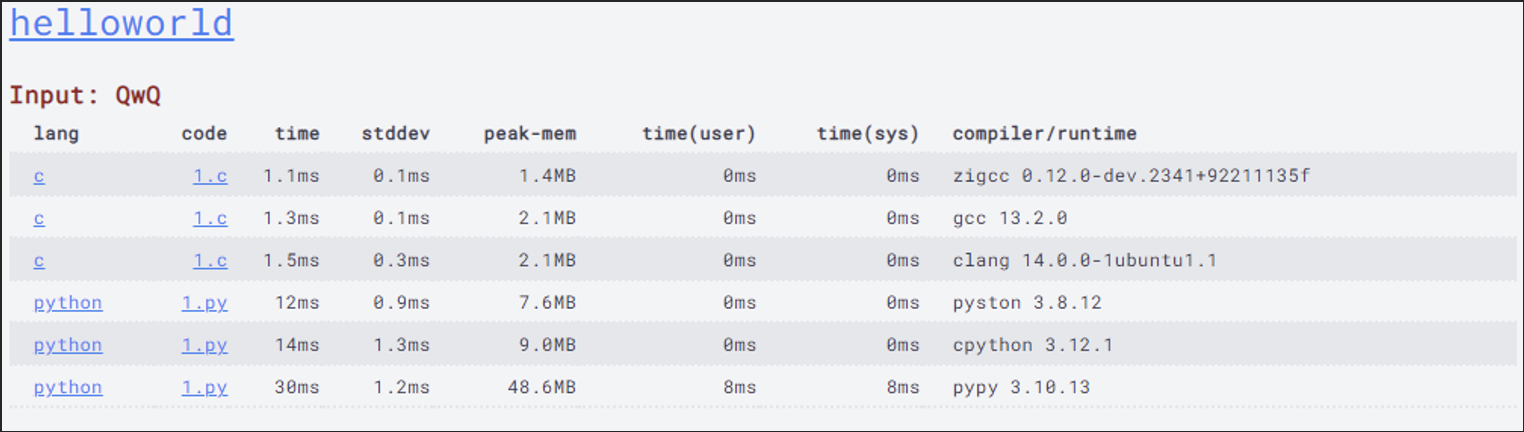 helloworld
Input: QwQ
lang code time stddev peak-mem time(user) time(sys) compiler/runtime
c 1.c 1.1ms 0.1ms 1.4MB 0ms 0ms zigcc 0.12.0-dev.2341+92211135f
c 1.c 1.3ms 0.1ms 2.1MB 0ms 0ms gcc 13.2.0
c 1.c 1.5ms 0.3ms 2.1MB 0ms 0ms clang 14.0.0-1ubuntu1.1
python 1.py 12ms 0.9ms 7.6MB 0ms 0ms pyston 3.8.12
python 1.py 14ms 1.3ms 9.0MB 0ms 0ms cpython 3.12.1
python 1.py 30ms 1.2ms 48.6MB 8ms 8ms pypy 3.10.13